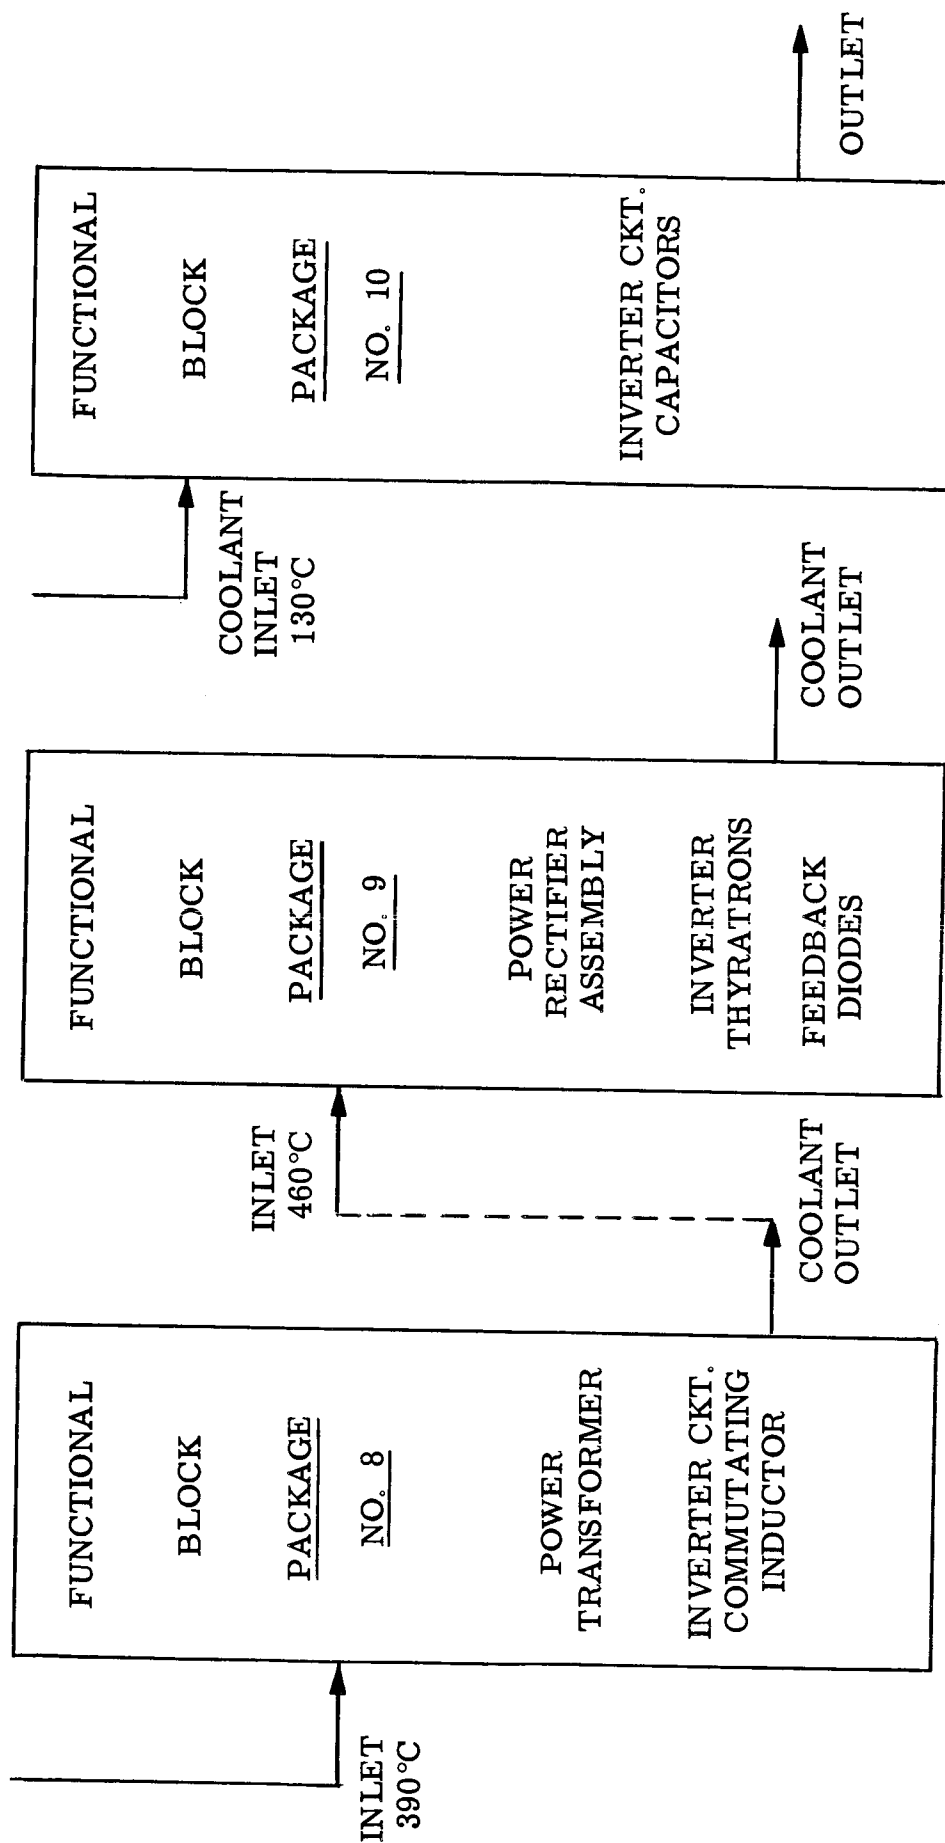 INLET
390°C
FUNCTIONAL
BLOCK
PACKAGE
NO. 8
POWER
TRANSFORMER
INVERTER CKT.
COMMUTATING
INDUCTOR
COOLANT
OUTLET
INLET
460°C
FUNCTIONAL
BLOCK
PACKAGE
NO. 9
POWER
RECTIFIER
ASSEMBLY
INVERTER
THYRATRONS
FEEDBACK
DIODES
COOLANT
OUTLET
COOLANT
INLET
130°C
FUNCTIONAL
BLOCK
PACKAGE
NO. 10
INVERTER CKT.
CAPACITORS
OUTLET